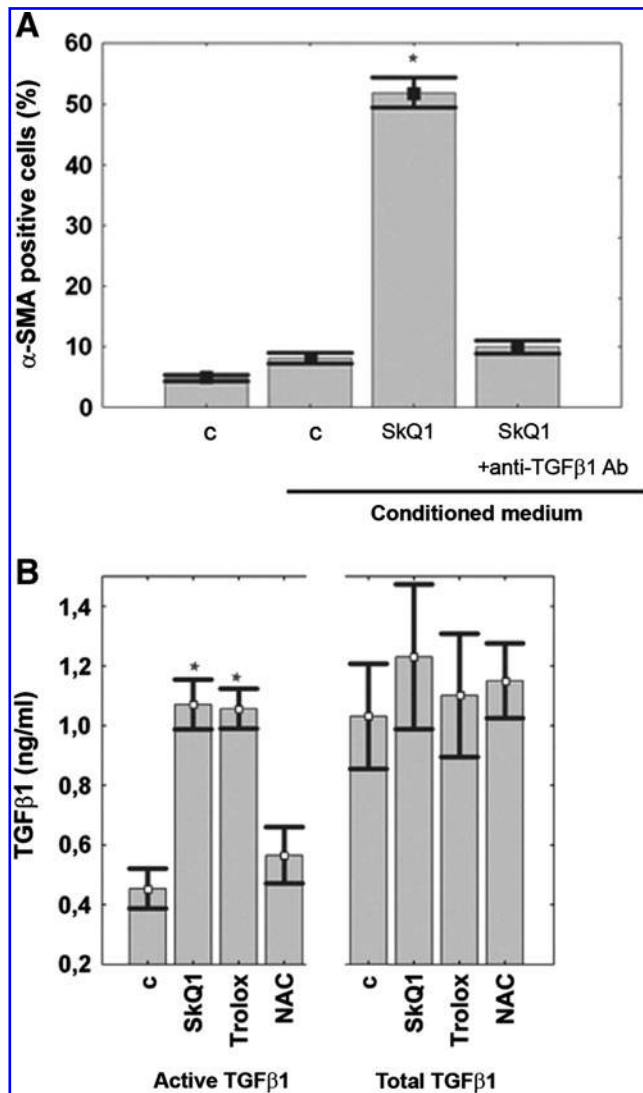 A
α-SMA positive cells (%)
60
50
40
30
20
10
0
*
c
c
SkQ1
SkQ1
+anti-TGFβ1 Ab
Conditioned medium
B
TGFβ1 (ng/ml)
1,4
1,2
1,0
0,8
0,6
0,4
0,2
*
*
c
SkQ1
Trolox
NAC
c
SkQ1
Trolox
NAC
Active TGFβ1
Total TGFβ1